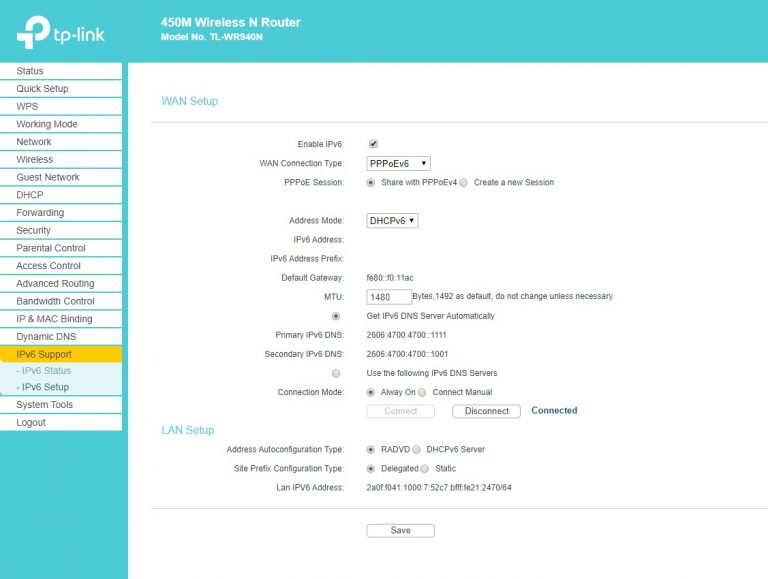 tp-link
450M Wireless N Router
Model No. TL-WR940N
Status
Quick Setup
WPS
Working Mode
Network
Wireless
Guest Network
DHCP
Forwarding
Security
Parental Control
Access Control
Advanced Routing
Bandwidth Control
IP & MAC Binding
Dynamic DNS
IPv6 Support
- IPv6 Status
- IPv6 Setup
System Tools
Logout
WAN Setup
Enable IPv6:
WAN Connection Type: PPPoEv6
PPPoE Session: Share with PPPoEv4 Create a new Session
Address Mode: DHCPv6
IPv6 Address:
IPv6 Address Prefix:
Default Gateway: fe80::f0:11ac
MTU: 1480 Bytes,1492 as default, do not change unless necessary.
Get IPv6 DNS Server Automatically
Primary IPv6 DNS: 2606:4700:4700::1111
Secondary IPv6 DNS: 2606:4700:4700::1001
Use the following IPv6 DNS Servers
Connection Mode: Alway On Connect Manual
Connect Disconnect Connected
LAN Setup
Address Autoconfiguration Type: RADVD DHCPv6 Server
Site Prefix Configuration Type: Delegated Static
Lan IPV6 Address: 2a0f:f041:1000:7:52c7:bfff:fe21:2470/64
Save